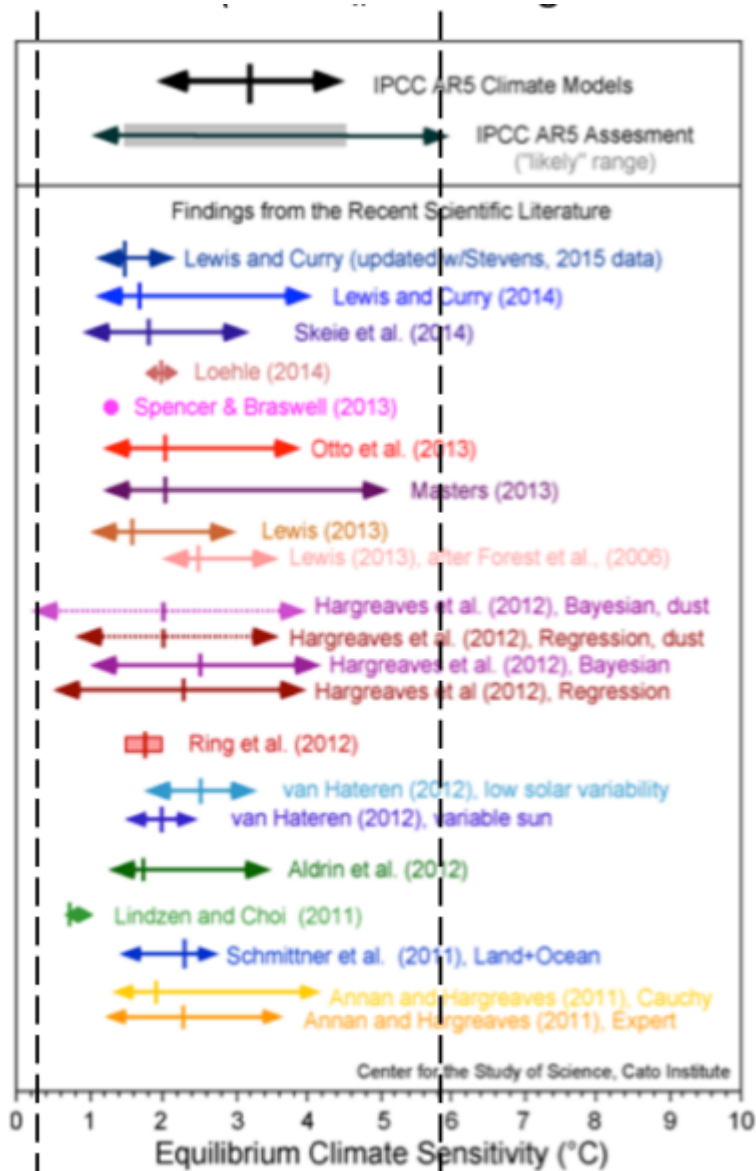 IPCC AR5 Climate Models
IPCC AR5 Assesment
("likely" range)
Findings from the Recent Scientific Literature
Lewis and Curry (updated w/Stevens, 2015 data)
Lewis and Curry (2014)
Skeie et al. (2014)
Loehle (2014)
Spencer & Braswell (2013)
Otto et al. (2013)
Masters (2013)
Lewis (2013)
Lewis (2013), after Forest et al., (2006)
Hargreaves et al. (2012), Bayesian, dust
Hargreaves et al. (2012), Regression, dust
Hargreaves et al. (2012), Bayesian
Hargreaves et al (2012), Regression
Ring et al. (2012)
van Hateren (2012), low solar variability
van Hateren (2012), variable sun
Aldrin et al. (2012)
Lindzen and Choi (2011)
Schmittner et al. (2011), Land+Ocean
Annan and Hargreaves (2011), Cauchy
Annan and Hargreaves (2011), Expert
Center for the Study of Science, Cato Institute
0 1 2 3 4 5 6 7 8 9 10
Equilibrium Climate Sensitivity (°C)